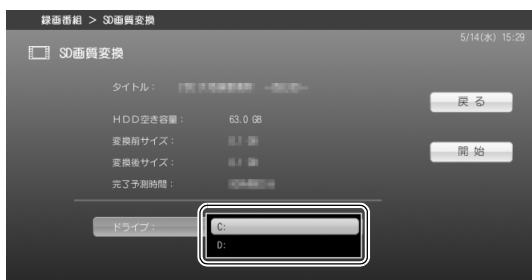 録画番組 > SD画質変換
5/14(水) 15:29
SD画質変換
タイトル：
戻る
HDD空き容量： 63.0 GB
変換前サイズ：
変換後サイズ：
開始
完了予測時間：
ドライブ： C:
D: